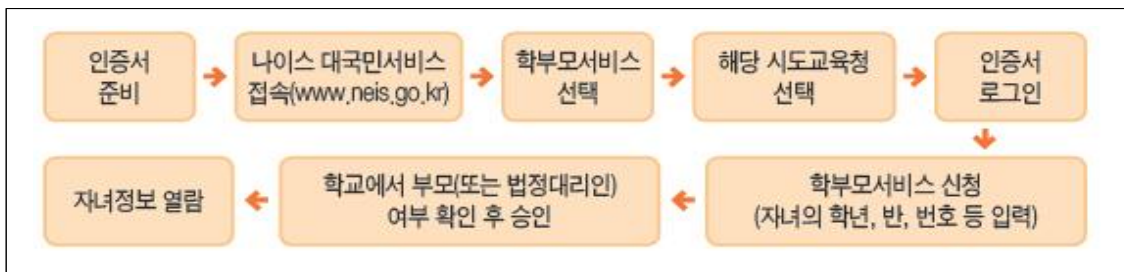 인증서
준비
나이스 대국민서비스
접속(www.neis.go.kr)
학부모서비스
선택
해당 시도교육청
선택
인증서
로그인
학부모서비스 신청
(자녀의 학년, 반, 번호 등 입력)
학교에서 부모(또는 법정대리인)
여부 확인 후 승인
자녀정보 열람